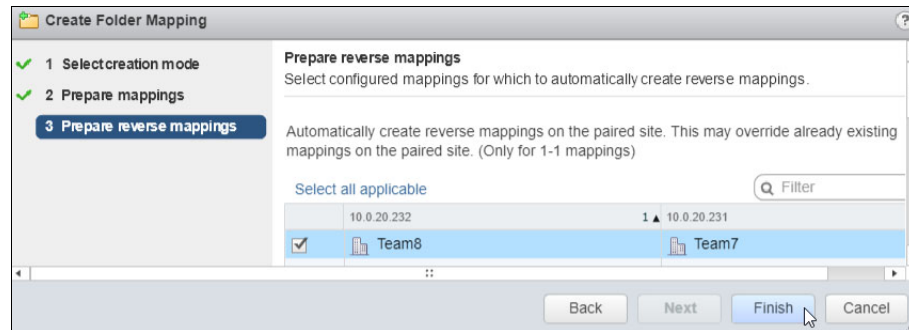 Create Folder Mapping
?
1 Select creation mode
2 Prepare mappings
3 Prepare reverse mappings
Prepare reverse mappings
Select configured mappings for which to automatically create reverse mappings.
Automatically create reverse mappings on the paired site. This may override already existing
mappings on the paired site. (Only for 1-1 mappings)
Select all applicable
Filter
10.0.20.232 1 ▲ 10.0.20.231
Team8 Team7
Back Next Finish Cancel